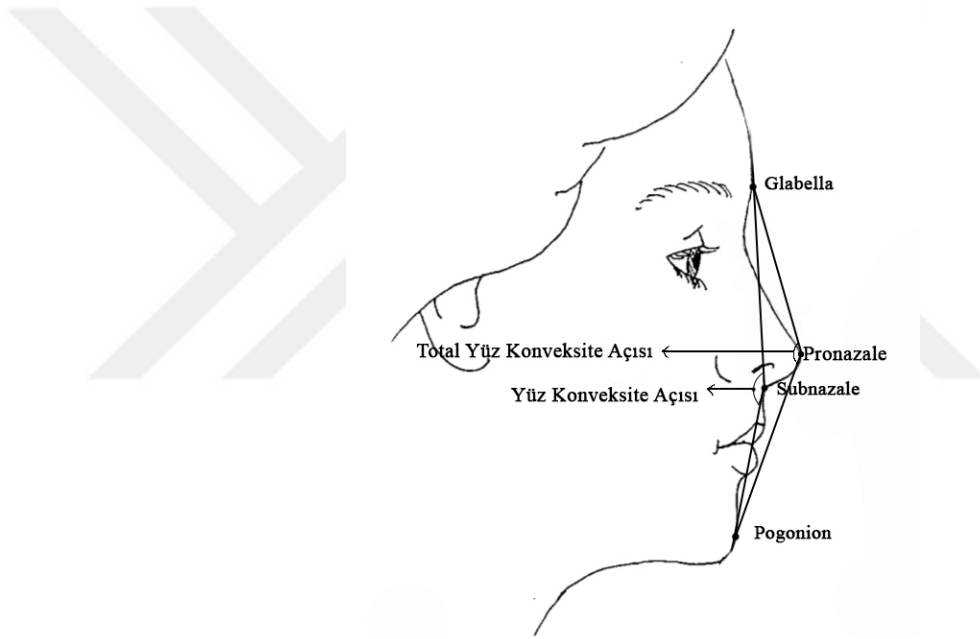 Glabella
Total Yüz Konveksite Açısı
Pronazale
Yüz Konveksite Açısı
Subnazale
Pogonion